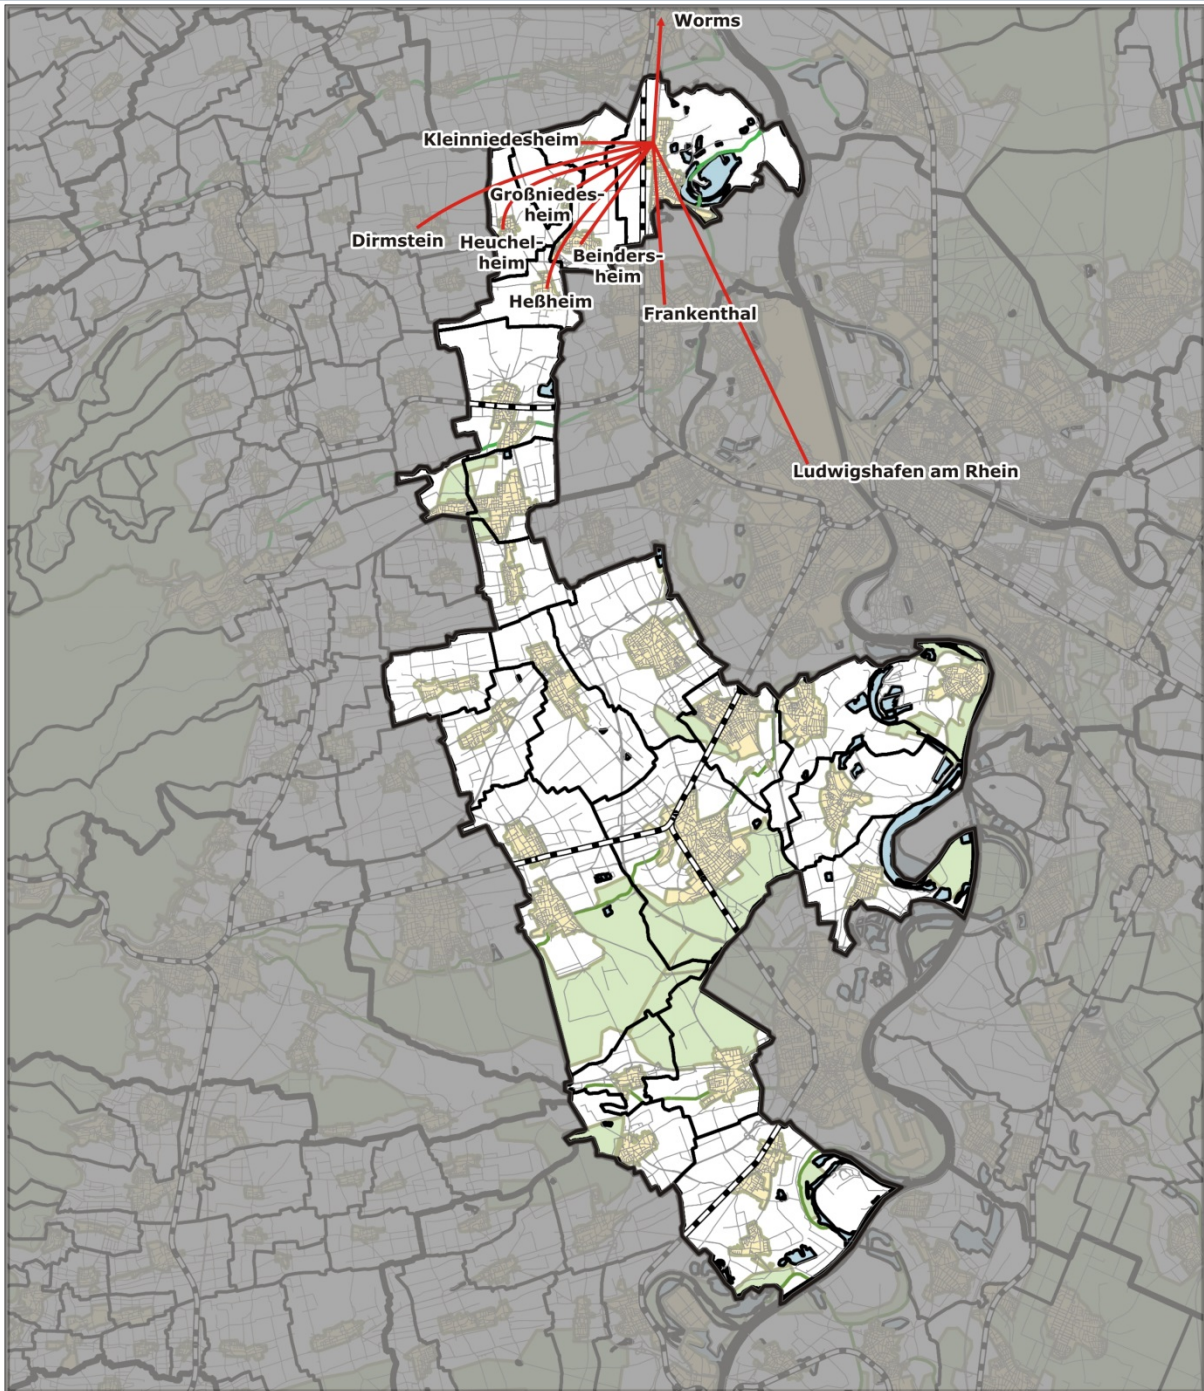 Worms
Kleinniedesheim
Großniedes-
heim
Dirmstein
Heuchel-
heim
Beinders-
heim
Heßheim
Frankenthal
Ludwigshafen am Rhein